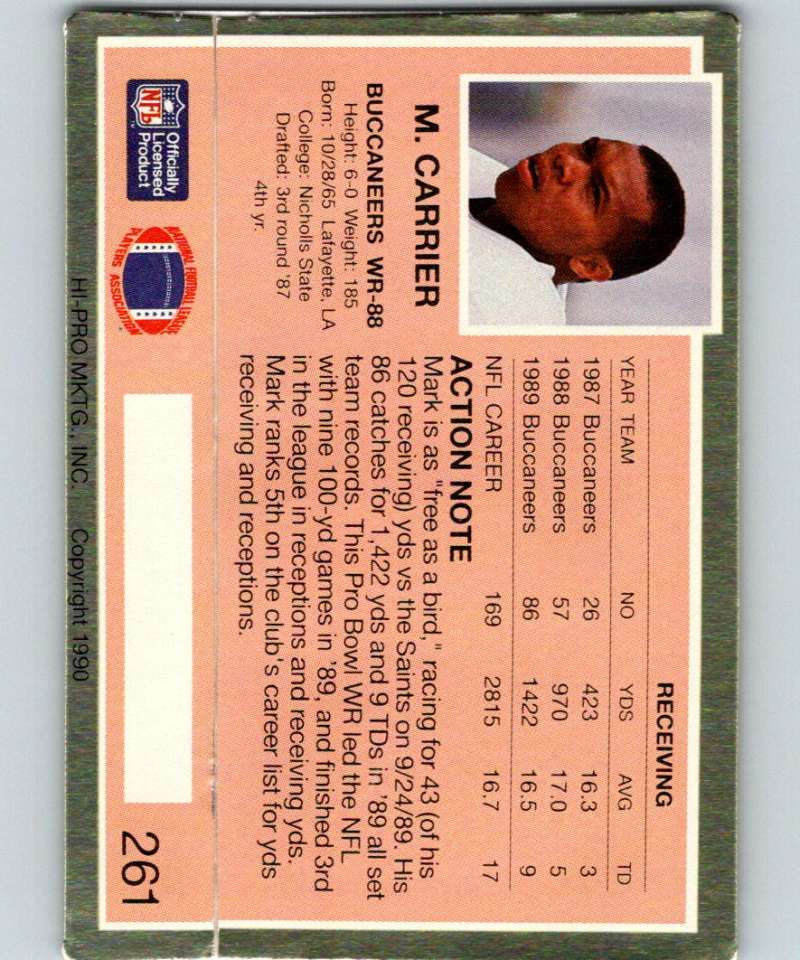 M. CARRIER
BUCCANEERS WR-88
Height: 6-0 Weight: 185
Born: 10/28/65 Lafayette, LA
College: Nicholls State
Drafted: 3rd round '87
4th yr.
RECEIVING
YEAR TEAM NO YDS AVG TD
1987 Buccaneers 26 423 16.3 3
1988 Buccaneers 57 970 17.0 5
1989 Buccaneers 86 1422 16.5 9
NFL CAREER 169 2815 16.7 17
ACTION NOTE
Mark is as "free as a bird," racing for 43 (of his
120 receiving) yds vs the Saints on 9/24/89. His
86 catches for 1,422 yds and 9 TDs in '89 all set
team records. This Pro Bowl WR led the NFL
with nine 100-yd games in '89, and finished 3rd
in the league in receptions and receiving yds.
Mark ranks 5th on the club's career list for yds
receiving and receptions.
NFL
Officially
Licensed
Product
NATIONAL FOOTBALL LEAGUE
PLAYERS ASSOCIATION
261
HI-PRO MKTG., INC. Copyright 1990